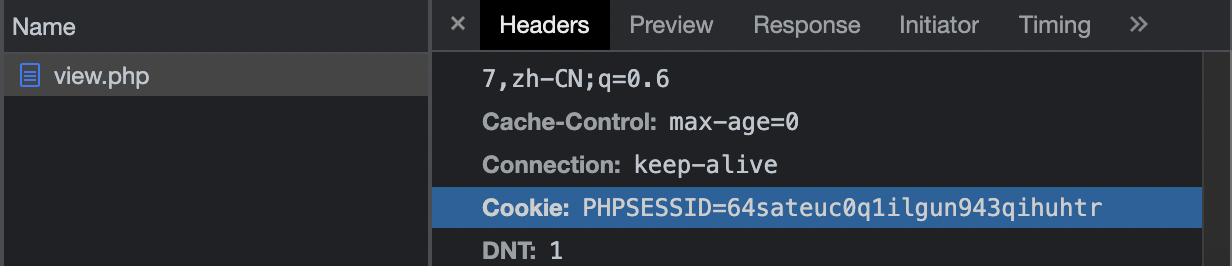 Name
× Headers Preview Response Initiator Timing »
view.php
7,zh-CN;q=0.6
Cache-Control: max-age=0
Connection: keep-alive
Cookie: PHPSESSID=64sateuc0q1ilgun943qihuhtr
DNT: 1